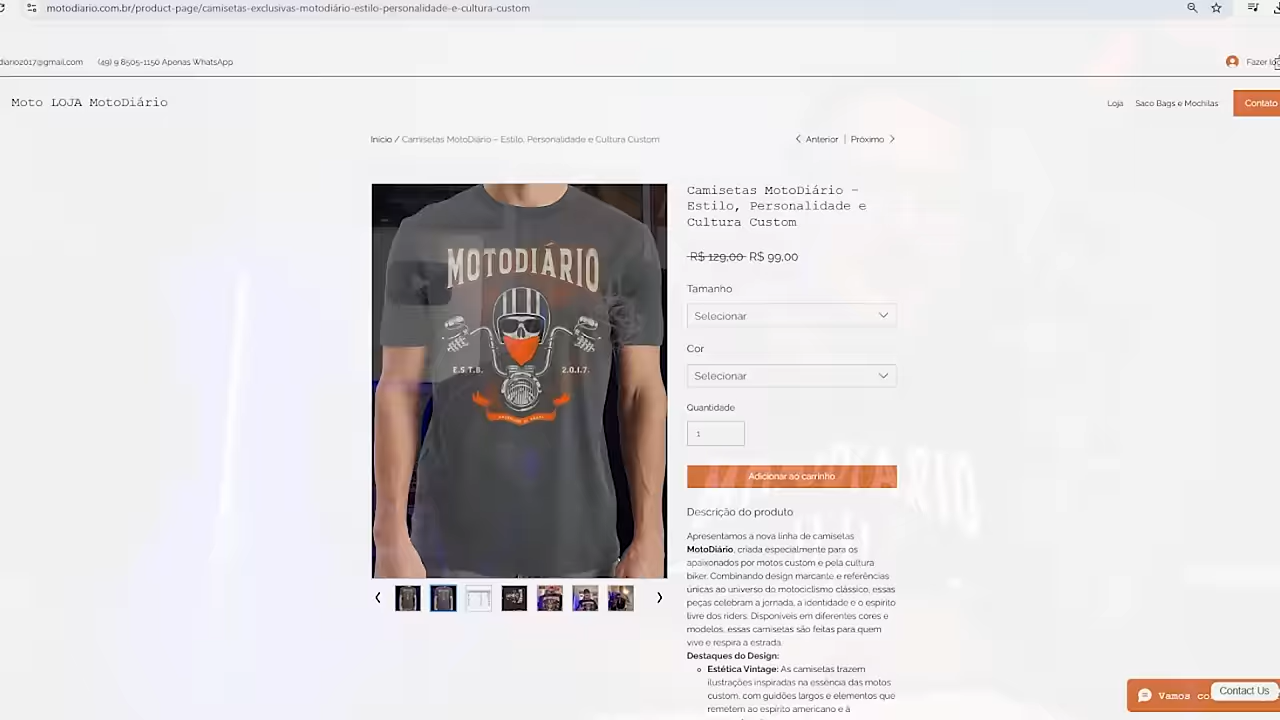 motodiario.com.br/product-page/camisetas-exclusivas-motodiário-estilo-personalidade-e-cultura-custom
diario2017@gmail.com (49) 9 8505-1150 Apenas WhatsApp
Fazer
Moto LOJA MotoDiário
Loja Saco Bags e Mochilas Contato
Início / Camisetas MotoDiário – Estilo, Personalidade e Cultura Custom
Anterior | Próximo
Camisetas MotoDiário –
Estilo, Personalidade e
Cultura Custom
R$ 129,00 R$ 99,00
Tamanho
Selecionar
Cor
Selecionar
Quantidade
1
Adicionar ao carrinho
MOTODIÁRIO
E.S.T.B. 2.0.1.7.
Descrição do produto
Apresentamos a nova linha de camisetas
MotoDiário, criada especialmente para os
apaixonados por motos custom e pela cultura
biker. Combinando design marcante e referências
únicas ao universo do motociclismo clássico, essas
peças celebram a jornada, a identidade e o espírito
livre dos riders. Disponíveis em diferentes cores e
modelos, essas camisetas são feitas para quem
vive e respira a estrada.
Destaques do Design:
Estética Vintage: As camisetas trazem
ilustrações inspiradas na essência das motos
custom, com guidões largos e elementos que
remetem ao espírito americano e à
Vamos co
Contact Us